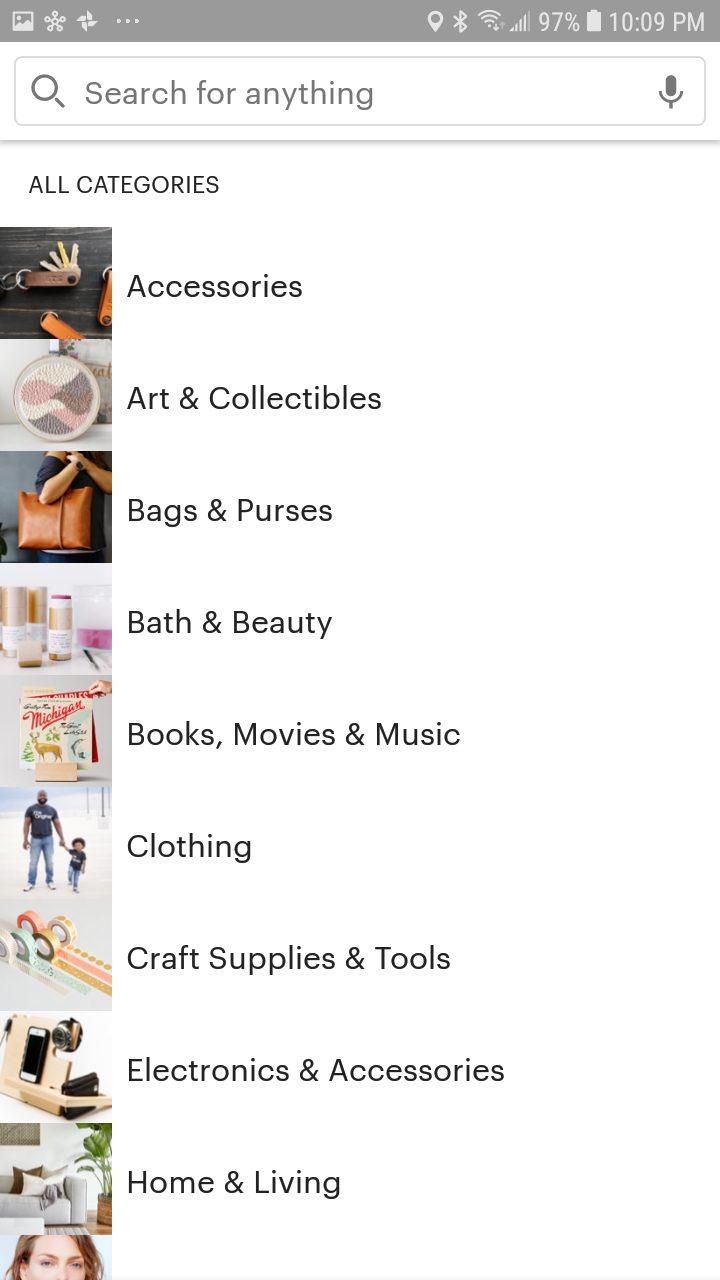 97% 10:09 PM
Search for anything
ALL CATEGORIES
Accessories
Art & Collectibles
Bags & Purses
Bath & Beauty
Michigan
Books, Movies & Music
Clothing
Craft Supplies & Tools
Electronics & Accessories
Home & Living